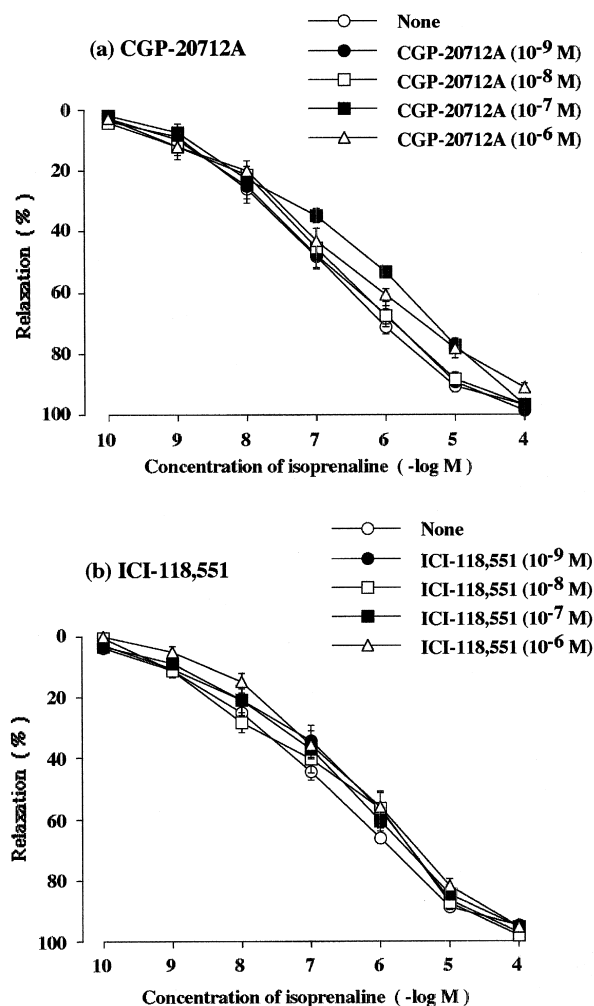 None
(a) CGP-20712A
CGP-20712A (10-9 M)
CGP-20712A (10-8 M)
CGP-20712A (10-7 M)
CGP-20712A (10-6 M)
Relaxation ( % )
0
20
40
60
80
100
10 9 8 7 6 5 4
Concentration of isoprenaline ( -log M )
None
(b) ICI-118,551
ICI-118,551 (10-9 M)
ICI-118,551 (10-8 M)
ICI-118,551 (10-7 M)
ICI-118,551 (10-6 M)
Relaxation ( % )
0
20
40
60
80
100
10 9 8 7 6 5 4
Concentration of isoprenaline ( -log M )